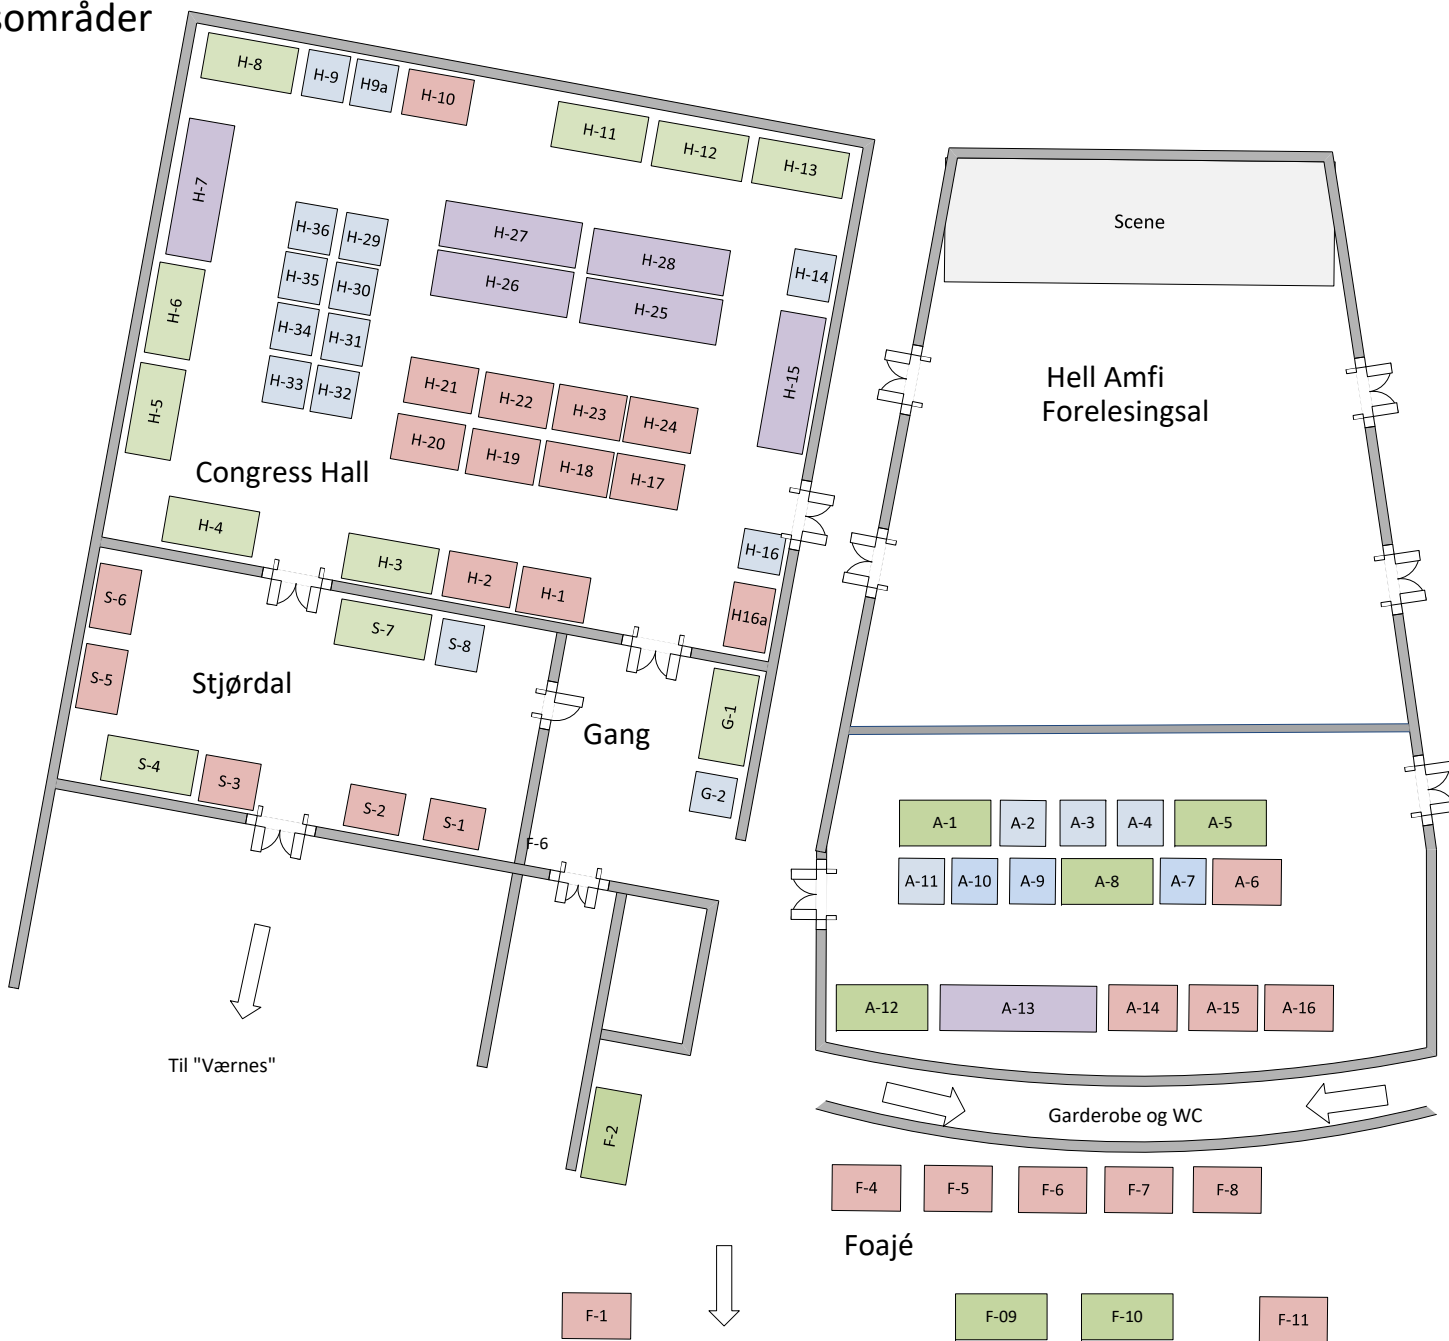 sområder
H-8
H-9
H9a
H-10
H-11
H-12
H-13
H-7
H-36
H-29
H-27
H-28
H-14
H-35
H-30
H-26
H-25
H-6
H-34
H-31
H-33
H-32
H-21
H-22
H-23
H-24
H-15
H-5
H-20
H-19
H-18
H-17
Congress Hall
H-4
H-3
H-2
H-1
H-16
H16a
S-6
S-7
S-8
S-5
Stjørdal
Gang
G-1
G-2
S-4
S-3
S-2
S-1
F-6
Til "Værnes"
F-2
Scene
Hell Amfi
Forelesingsal
A-1
A-2
A-3
A-4
A-5
A-11
A-10
A-9
A-8
A-7
A-6
A-12
A-13
A-14
A-15
A-16
Garderobe og WC
F-4
F-5
F-6
F-7
F-8
Foajé
F-1
F-09
F-10
F-11